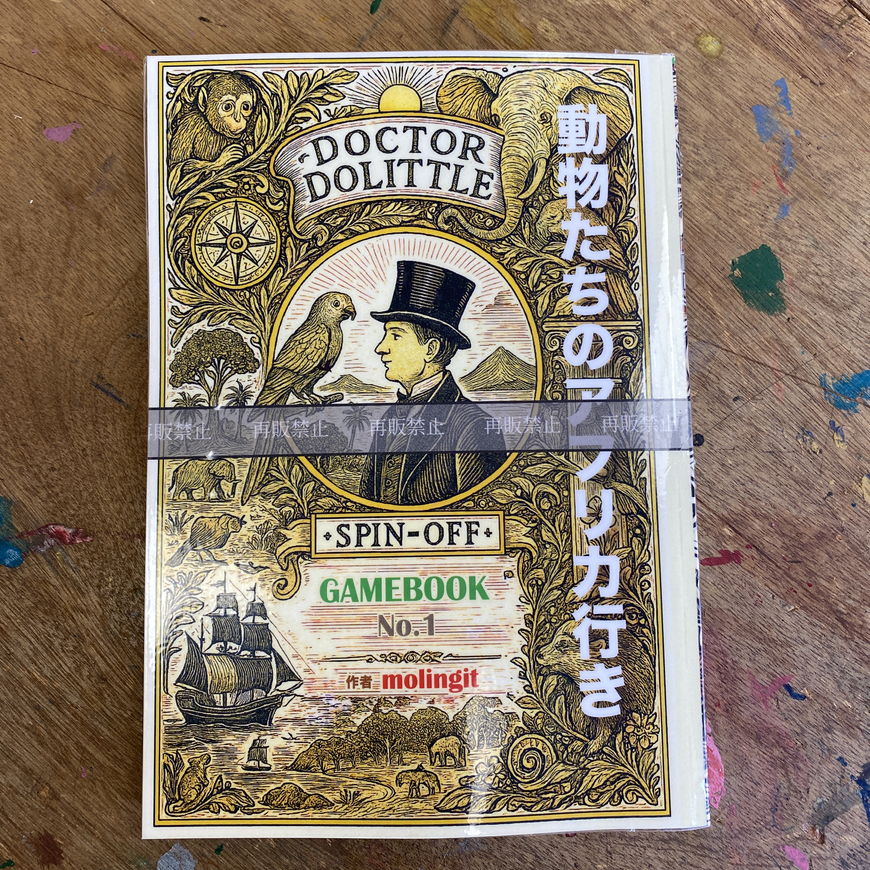 DOCTOR
DOLITTLE
動物たちのアフリカ行き
再販禁止 再販禁止 再販禁止 再販禁止 再販禁止
SPIN-OFF
GAMEBOOK
No.1
作者 molingit